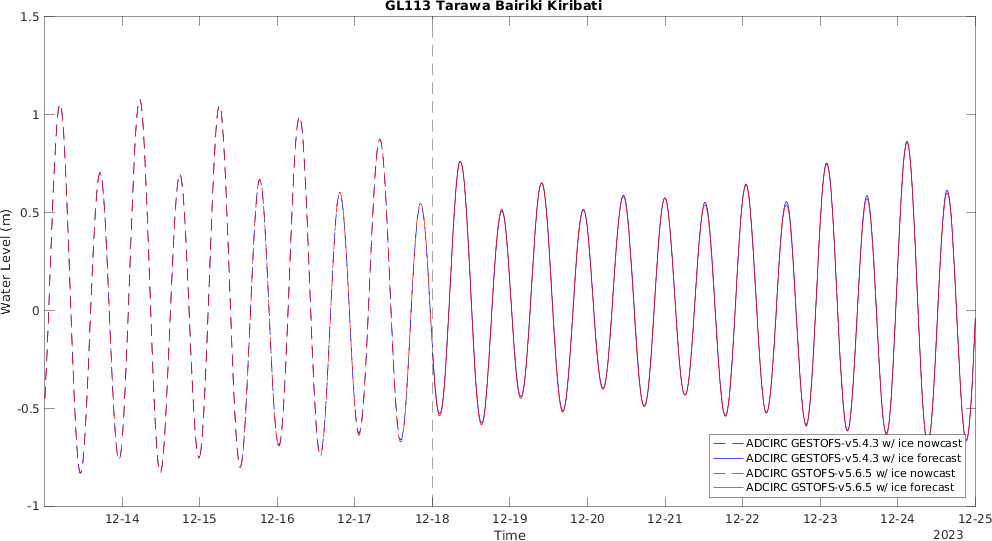 GL113 Tarawa Bairiki Kiribati
1.5
1
0.5
0
-0.5
-1
Water Level (m)
12-14
12-15
12-16
12-17
12-18
12-19
12-20
12-21
12-22
12-23
12-24
12-25
Time
2023
ADCIRC GESTOFS-v5.4.3 w/ ice nowcast
ADCIRC GESTOFS-v5.4.3 w/ ice forecast
ADCIRC GSTOFS-v5.6.5 w/ ice nowcast
ADCIRC GSTOFS-v5.6.5 w/ ice forecast